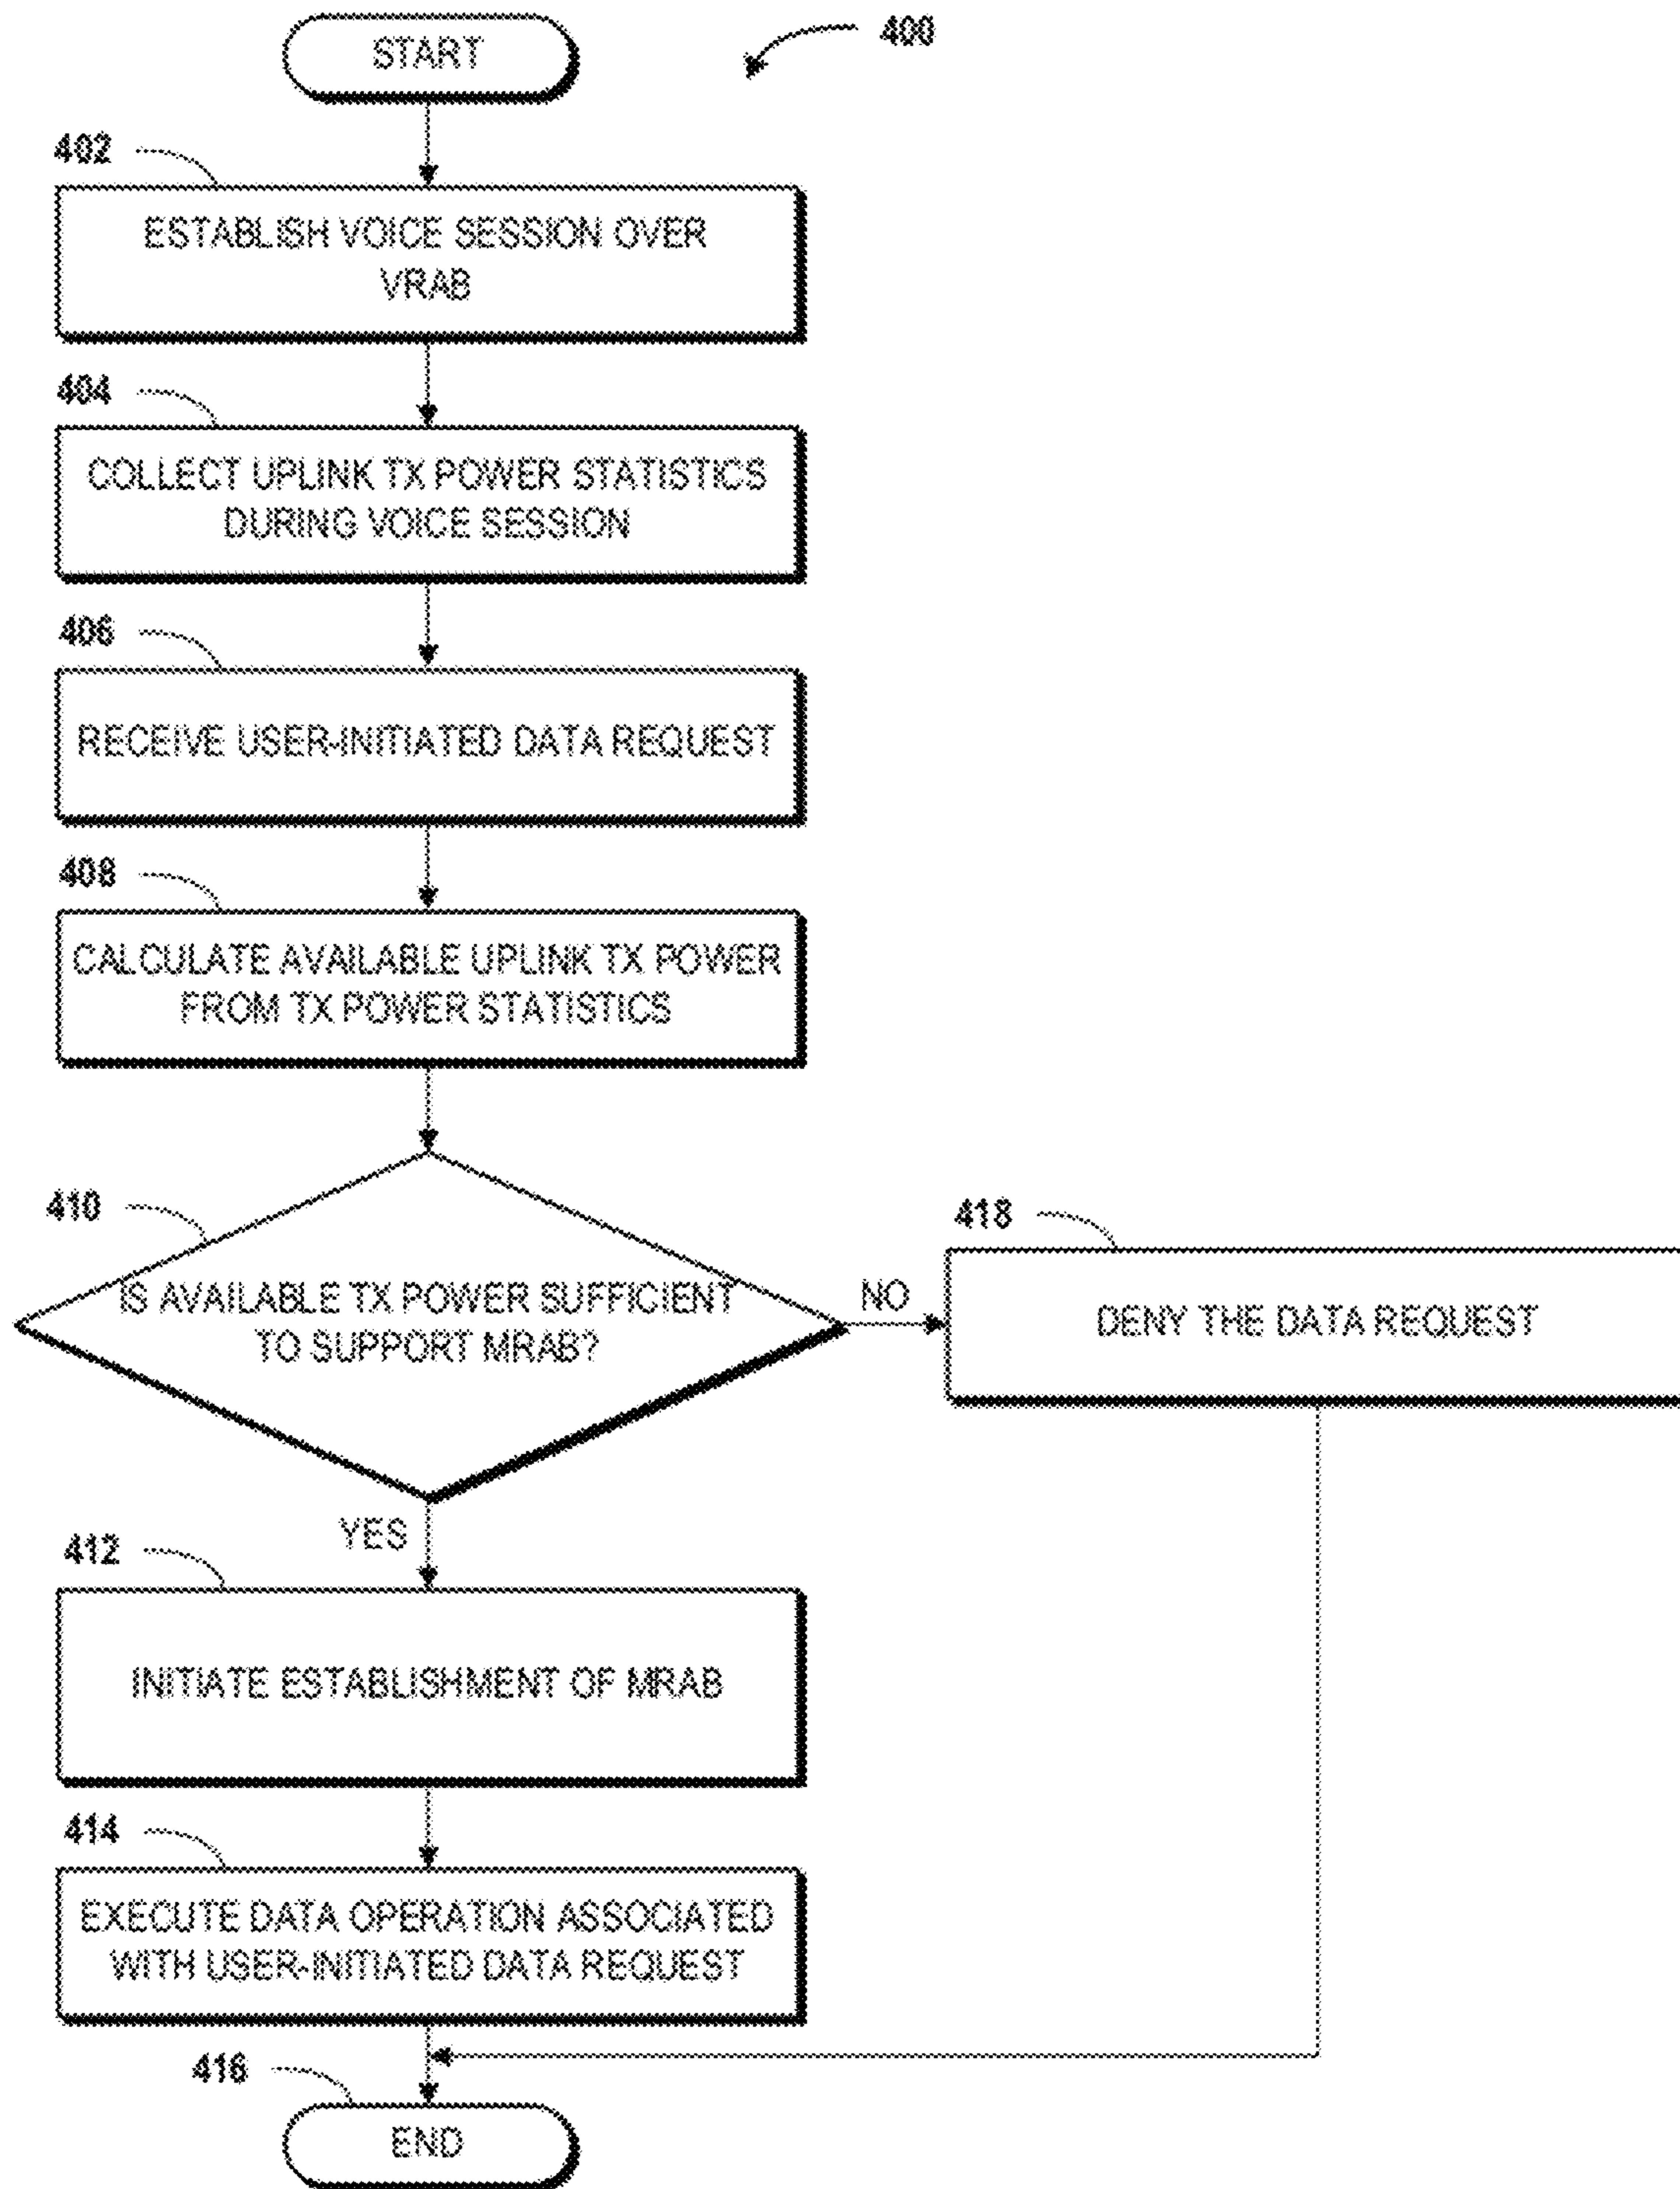 START
400
402
ESTABLISH VOICE SESSION OVER
VRAB
404
COLLECT UPLINK TX POWER STATISTICS
DURING VOICE SESSION
406
RECEIVE USER-INITIATED DATA REQUEST
408
CALCULATE AVAILABLE UPLINK TX POWER
FROM TX POWER STATISTICS
410
IS AVAILABLE TX POWER SUFFICIENT
TO SUPPORT MRAB?
NO
418
DENY THE DATA REQUEST
YES
412
INITIATE ESTABLISHMENT OF MRAB
414
EXECUTE DATA OPERATION ASSOCIATED
WITH USER-INITIATED DATA REQUEST
416
END